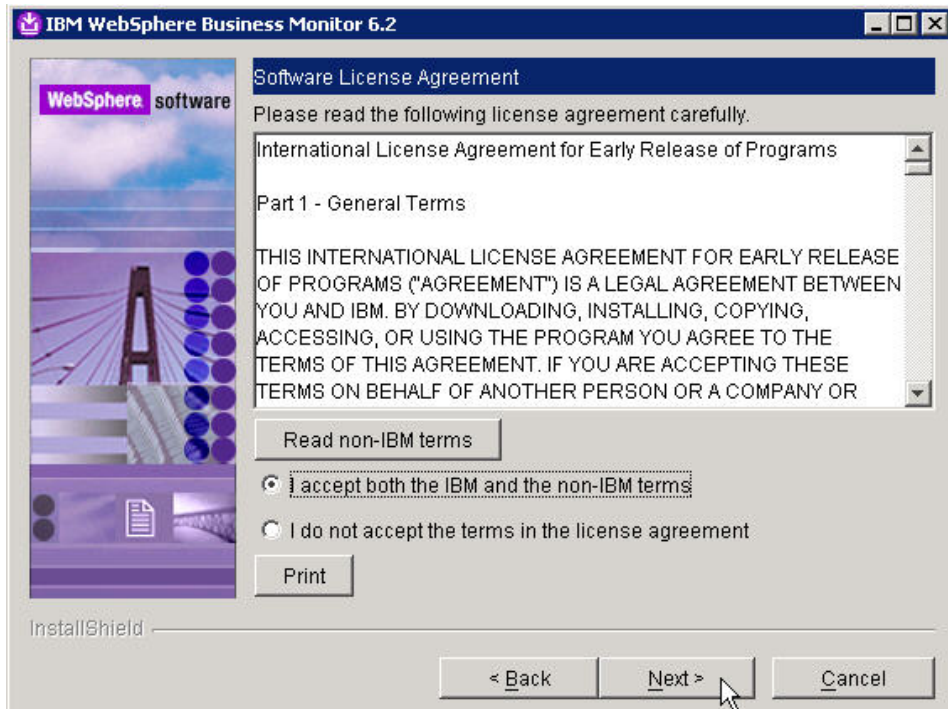 IBM WebSphere Business Monitor 6.2
WebSphere software
Software License Agreement
Please read the following license agreement carefully.
International License Agreement for Early Release of Programs
Part 1 - General Terms
THIS INTERNATIONAL LICENSE AGREEMENT FOR EARLY RELEASE
OF PROGRAMS ("AGREEMENT") IS A LEGAL AGREEMENT BETWEEN
YOU AND IBM. BY DOWNLOADING, INSTALLING, COPYING,
ACCESSING, OR USING THE PROGRAM YOU AGREE TO THE
TERMS OF THIS AGREEMENT. IF YOU ARE ACCEPTING THESE
TERMS ON BEHALF OF ANOTHER PERSON OR A COMPANY OR
Read non-IBM terms
I accept both the IBM and the non-IBM terms
I do not accept the terms in the license agreement
Print
InstallShield
< Back Next > Cancel